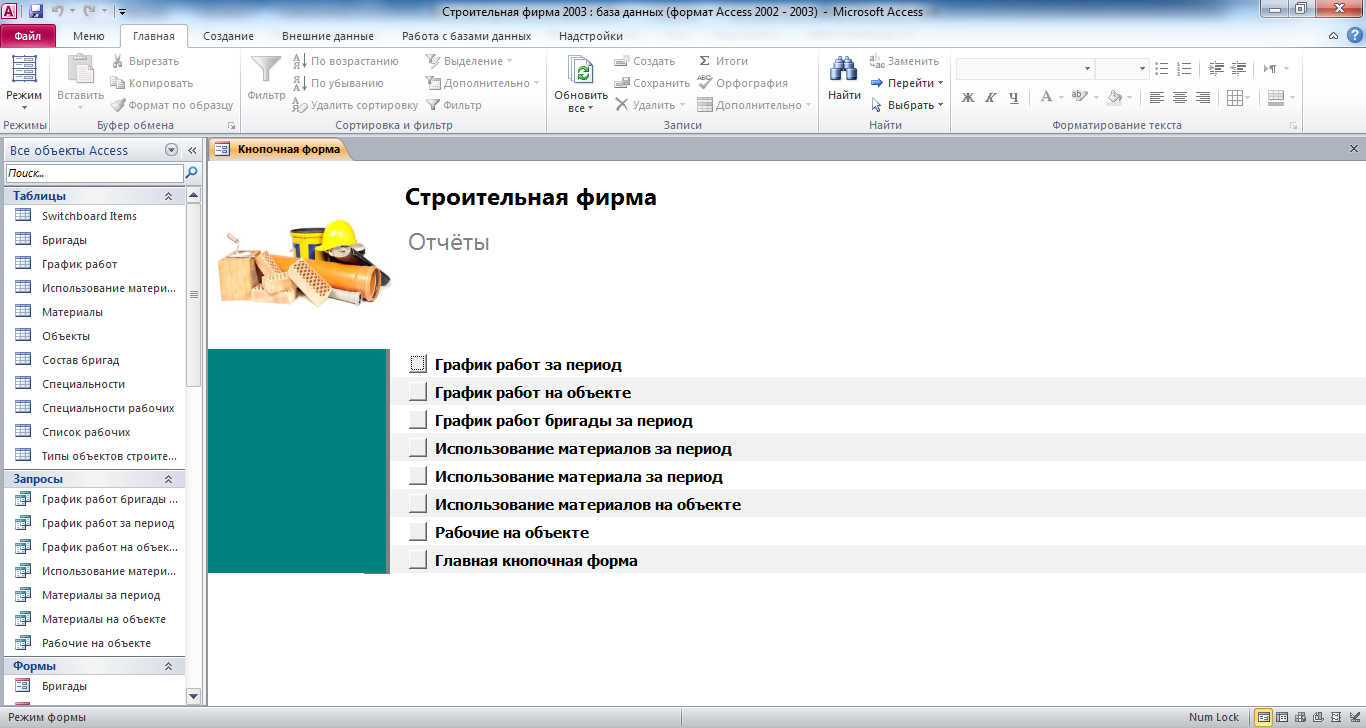 Строительная фирма 2003 : база данных (формат Access 2002 - 2003) - Microsoft Access
Файл Меню Главная Создание Внешние данные Работа с базами данных Надстройки
Режим
Режимы
Вставить
Вырезать
Копировать
Формат по образцу
Буфер обмена
Фильтр
По возрастанию
По убыванию
Удалить сортировку
Выделение
Дополнительно
Фильтр
Сортировка и фильтр
Обновить все
Создать
Сохранить
Удалить
Итоги
Орфография
Дополнительно
Записи
Найти
Заменить
Перейти
Выбрать
Найти
Ж К Ч
Форматирование текста
Все объекты Access
Поиск...
Таблицы
Switchboard Items
Бригады
График работ
Использование матери...
Материалы
Объекты
Состав бригад
Специальности
Специальности рабочих
Список рабочих
Типы объектов строите...
Запросы
График работ бригады ...
График работ за период
График работ на объек...
Использование матери...
Материалы за период
Материалы на объекте
Рабочие на объекте
Формы
Бригады
Кнопочная форма
Строительная фирма
Отчёты
График работ за период
График работ на объекте
График работ бригады за период
Использование материалов за период
Использование материала за период
Использование материалов на объекте
Рабочие на объекте
Главная кнопочная форма
Режим формы
Num Lock